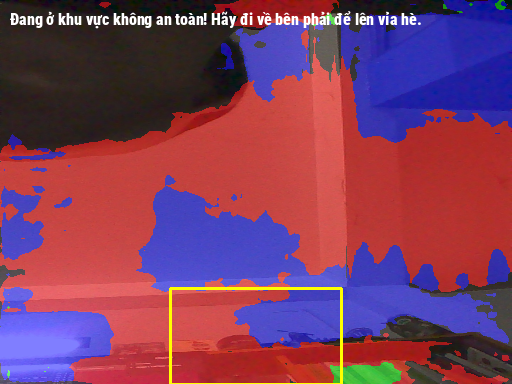 Đang ở khu vực không an toàn! Hãy đi về bên phải để lên vỉa hè.